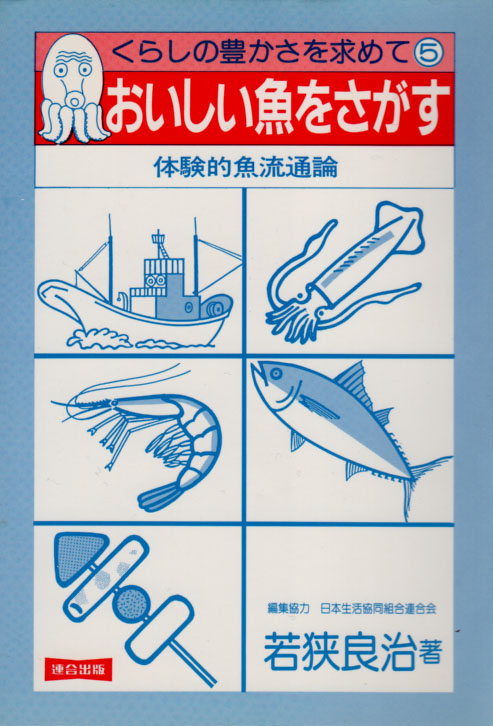 くらしの豊かさを求めて⑤
おいしい魚をさがす
体験的魚流通論
編集協力 日本生活協同組合連合会
若狭良治著
連合出版